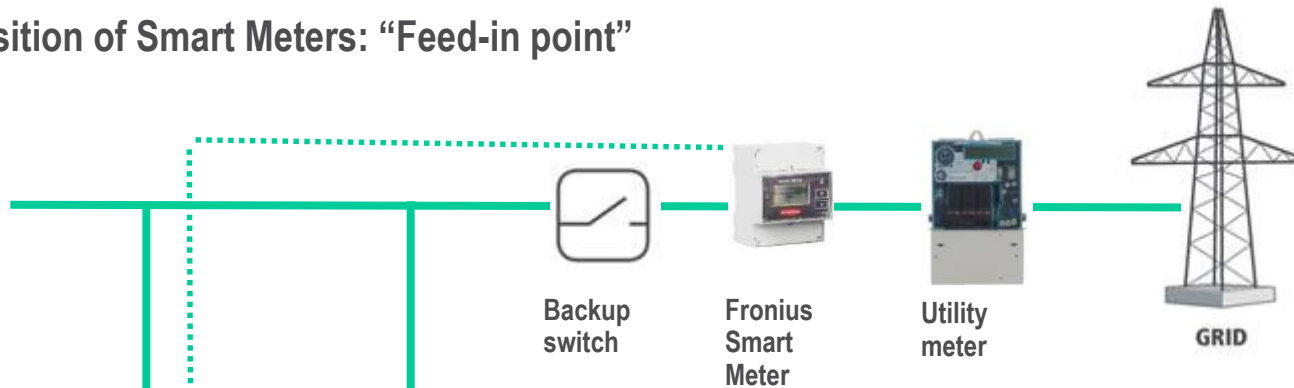 sition of Smart Meters: “Feed-in point”
Backup
switch
Fronius
Smart
Meter
Utility
meter
GRID